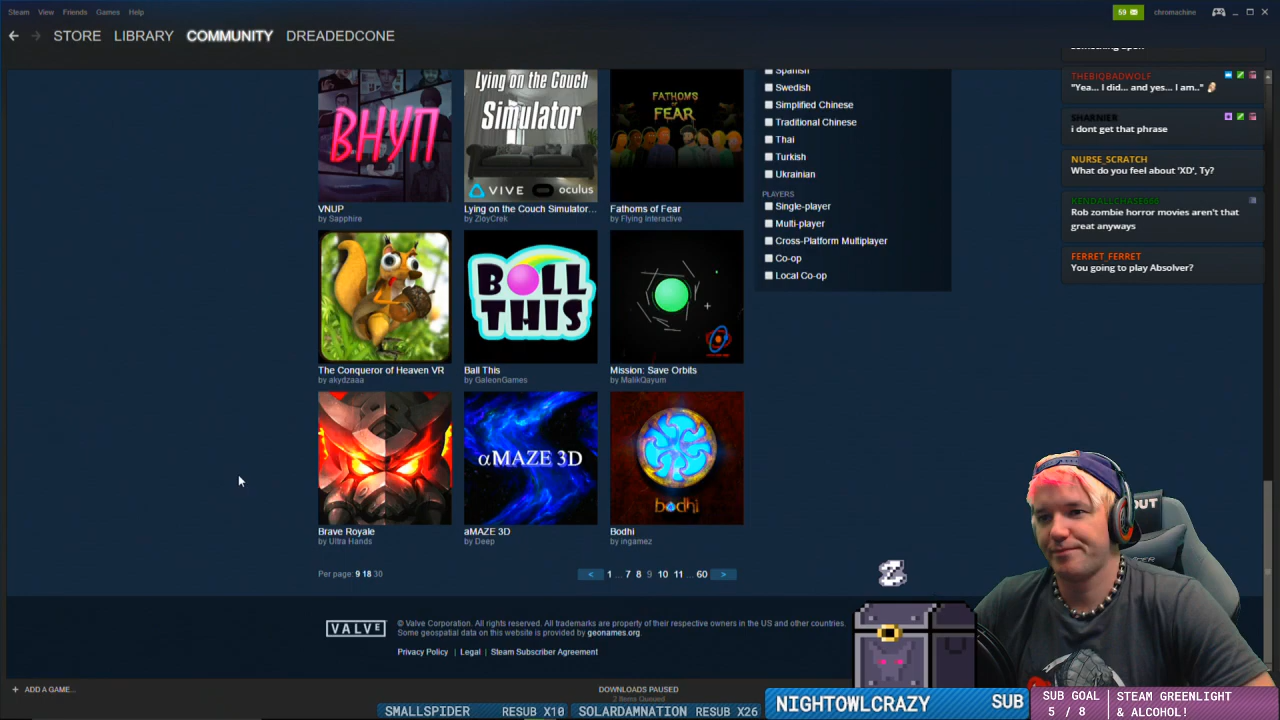 Steam View Friends Games Help
59
chromachine
STORE LIBRARY COMMUNITY DREADEDCONE
ВНУП
Lying on the Couch
Simulator
VIVE oculus
FATHOMS
OF
FEAR
VNUP
by Sapphire
Lying on the Couch Simulator...
by ZloyCrek
Fathoms of Fear
by Flying Interactive
BALL
THIS
The Conqueror of Heaven VR
by akydzaaa
Ball This
by GaleonGames
Mission: Save Orbits
by MalikQayum
αMAZE 3D
bodhi
Brave Royale
by Ultra Hands
aMAZE 3D
by Deep
Bodhi
by ingamez
Per page: 9 18 30
< 1 ... 7 8 9 10 11 ... 60 >
Spanish
Swedish
Simplified Chinese
Traditional Chinese
Thai
Turkish
Ukrainian
PLAYERS
Single-player
Multi-player
Cross-Platform Multiplayer
Co-op
Local Co-op
THEBIQBADWOLF
"Yea... I did... and yes... I am.."
SHARNIER
i dont get that phrase
NURSE_SCRATCH
What do you feel about 'XD', Ty?
KENDALLCHASE666
Rob zombie horror movies aren't that
great anyways
FERRET_FERRET
You going to play Absolver?
OUT
VALVE
© Valve Corporation. All rights reserved. All trademarks are property of their respective owners in the US and other countries.
Some geospatial data on this website is provided by geonames.org.
Privacy Policy | Legal | Steam Subscriber Agreement
+ ADD A GAME...
DOWNLOADS PAUSED
2 Items Queued
SMALLSPIDER RESUB X10
SOLARDAMNATION RESUB X26
NIGHTOWLCRAZY SUB
SUB GOAL
5 / 8
STEAM GREENLIGHT
& ALCOHOL!